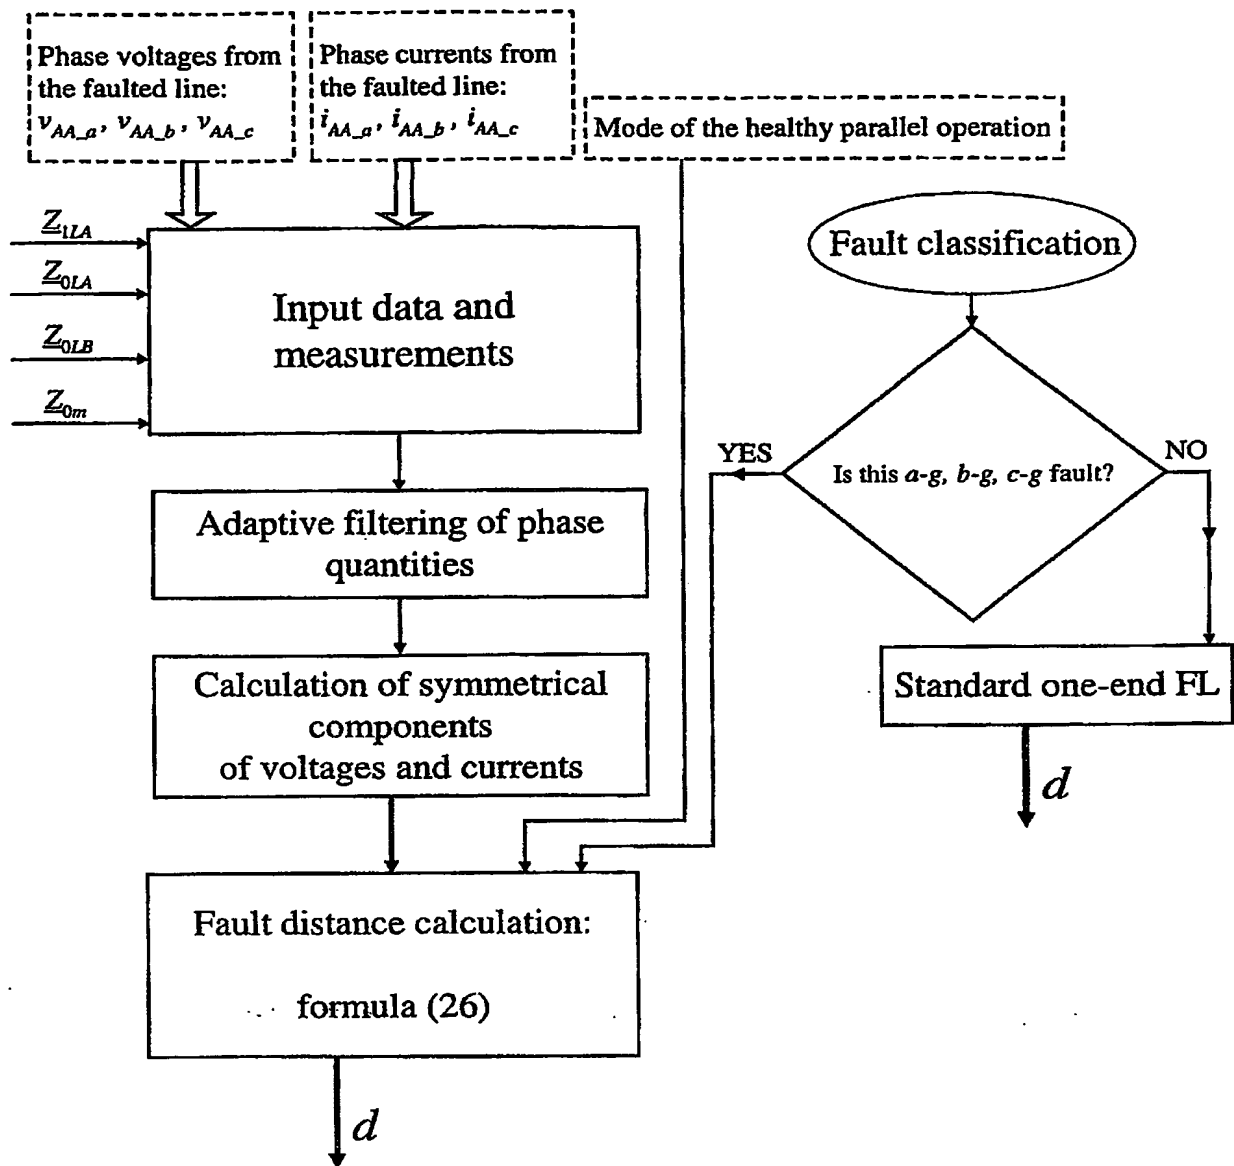 Phase voltages from
the faulted line:
v_AA_a, v_AA_b, v_AA_c
Phase currents from
the faulted line:
i_AA_a, i_AA_b, i_AA_c
Mode of the healthy parallel operation
Z_1LA
Z_0LA
Z_0LB
Z_0m
Input data and
measurements
Fault classification
YES
Is this a-g, b-g, c-g fault?
NO
Adaptive filtering of phase
quantities
Calculation of symmetrical
components
of voltages and currents
Standard one-end FL
d
Fault distance calculation:
formula (26)
d